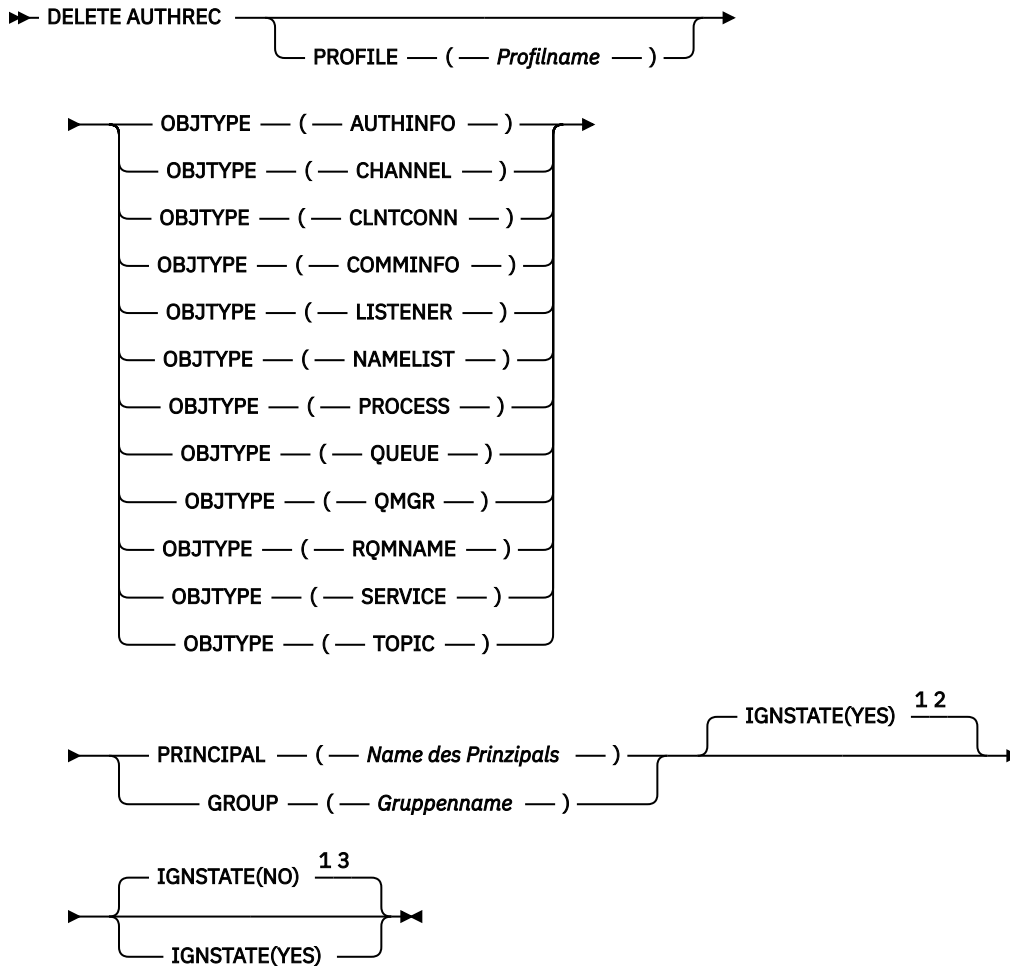 DELETE AUTHREC
PROFILE ( Profilname )
OBJTYPE ( AUTHINFO )
OBJTYPE ( CHANNEL )
OBJTYPE ( CLNTCONN )
OBJTYPE ( COMMINFO )
OBJTYPE ( LISTENER )
OBJTYPE ( NAMELIST )
OBJTYPE ( PROCESS )
OBJTYPE ( QUEUE )
OBJTYPE ( QMGR )
OBJTYPE ( RQMNAME )
OBJTYPE ( SERVICE )
OBJTYPE ( TOPIC )
IGNSTATE(YES) 1 2
PRINCIPAL ( Name des Prinzipals )
GROUP ( Gruppenname )
IGNSTATE(NO) 1 3
IGNSTATE(YES)